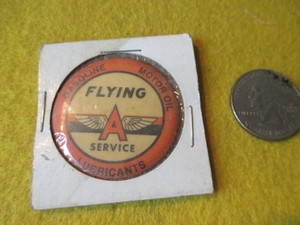 GASOLINE MOTOR OIL
FLYING
A
SERVICE
LUBRICANTS